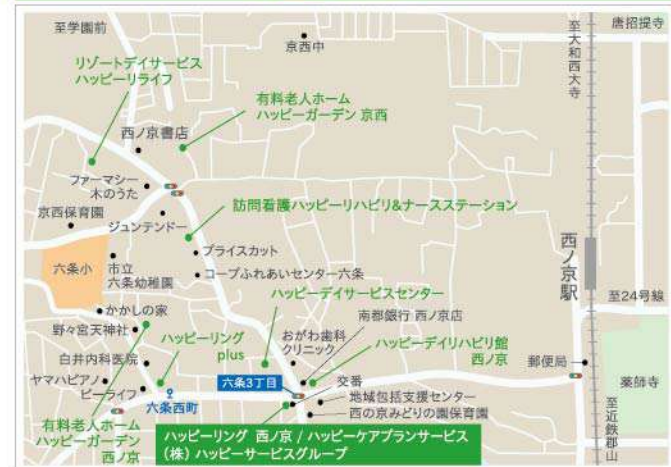 至学園前
京西中
至大和西大寺
唐招提寺
リゾートデイサービス
ハッピーリライフ
有料老人ホーム
ハッピーガーデン 京西
西ノ京書店
ファーマシー
木のうた
京西保育園
ジュンテンドー
訪問看護ハッピーリハビリ&ナースステーション
プライスカット
コープふれあいセンター六条
六条小
市立
六条幼稚園
西ノ京駅
至24号線
かかしの家
野々宮天神社
ハッピーデイサービスセンター
南都銀行 西ノ京店
ハッピーリング
plus
おがわ歯科
クリニック
ハッピーデイリハビリ館
西ノ京
郵便局
薬師寺
白井内科医院
ヤマハピアノ
ビーライフ
六条西町
六条3丁目
交番
地域包括支援センター
西の京みどりの園保育園
至近鉄郡山
有料老人ホーム
ハッピーガーデン
西ノ京
ハッピーリング 西ノ京 / ハッピーケアプランサービス
(株) ハッピーサービスグループ